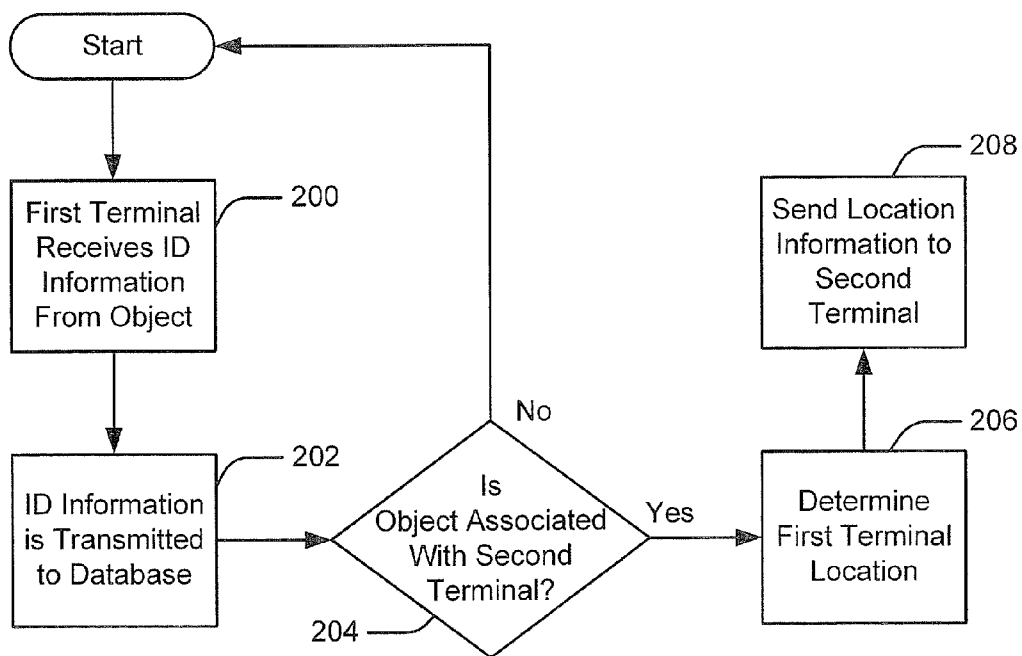 Start
200
First Terminal
Receives ID
Information
From Object
202
ID Information
is Transmitted
to Database
No
Is
Object Associated
With Second
Terminal?
204
Yes
206
Determine
First Terminal
Location
208
Send Location
Information to
Second
Terminal